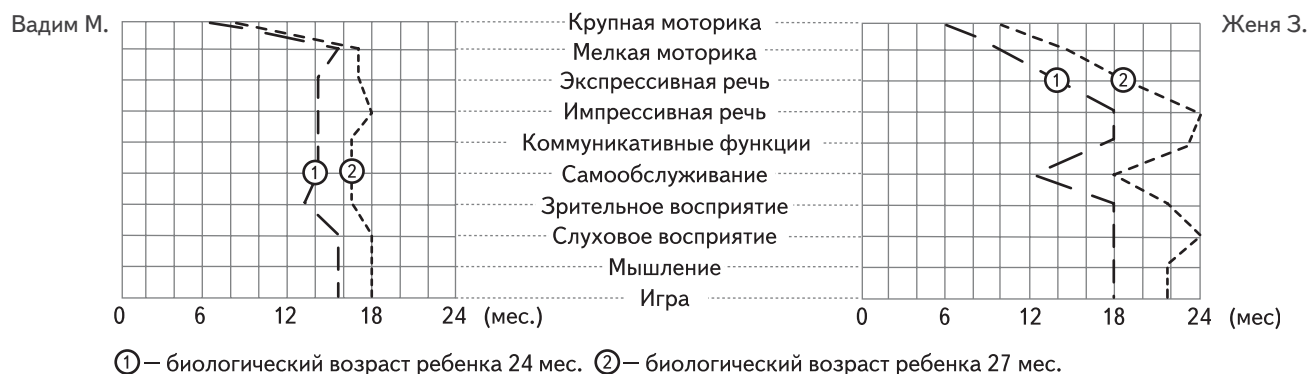 Вадим М.
Крупная моторика
Женя З.
Мелкая моторика
1
2
Экспрессивная речь
Импрессивная речь
Коммуникативные функции
1
2
Самообслуживание
Зрительное восприятие
Слуховое восприятие
Мышление
Игра
0 6 12 18 24 (мес.)
0 6 12 18 24 (мес)
1 – биологический возраст ребенка 24 мес. 2 – биологический возраст ребенка 27 мес.